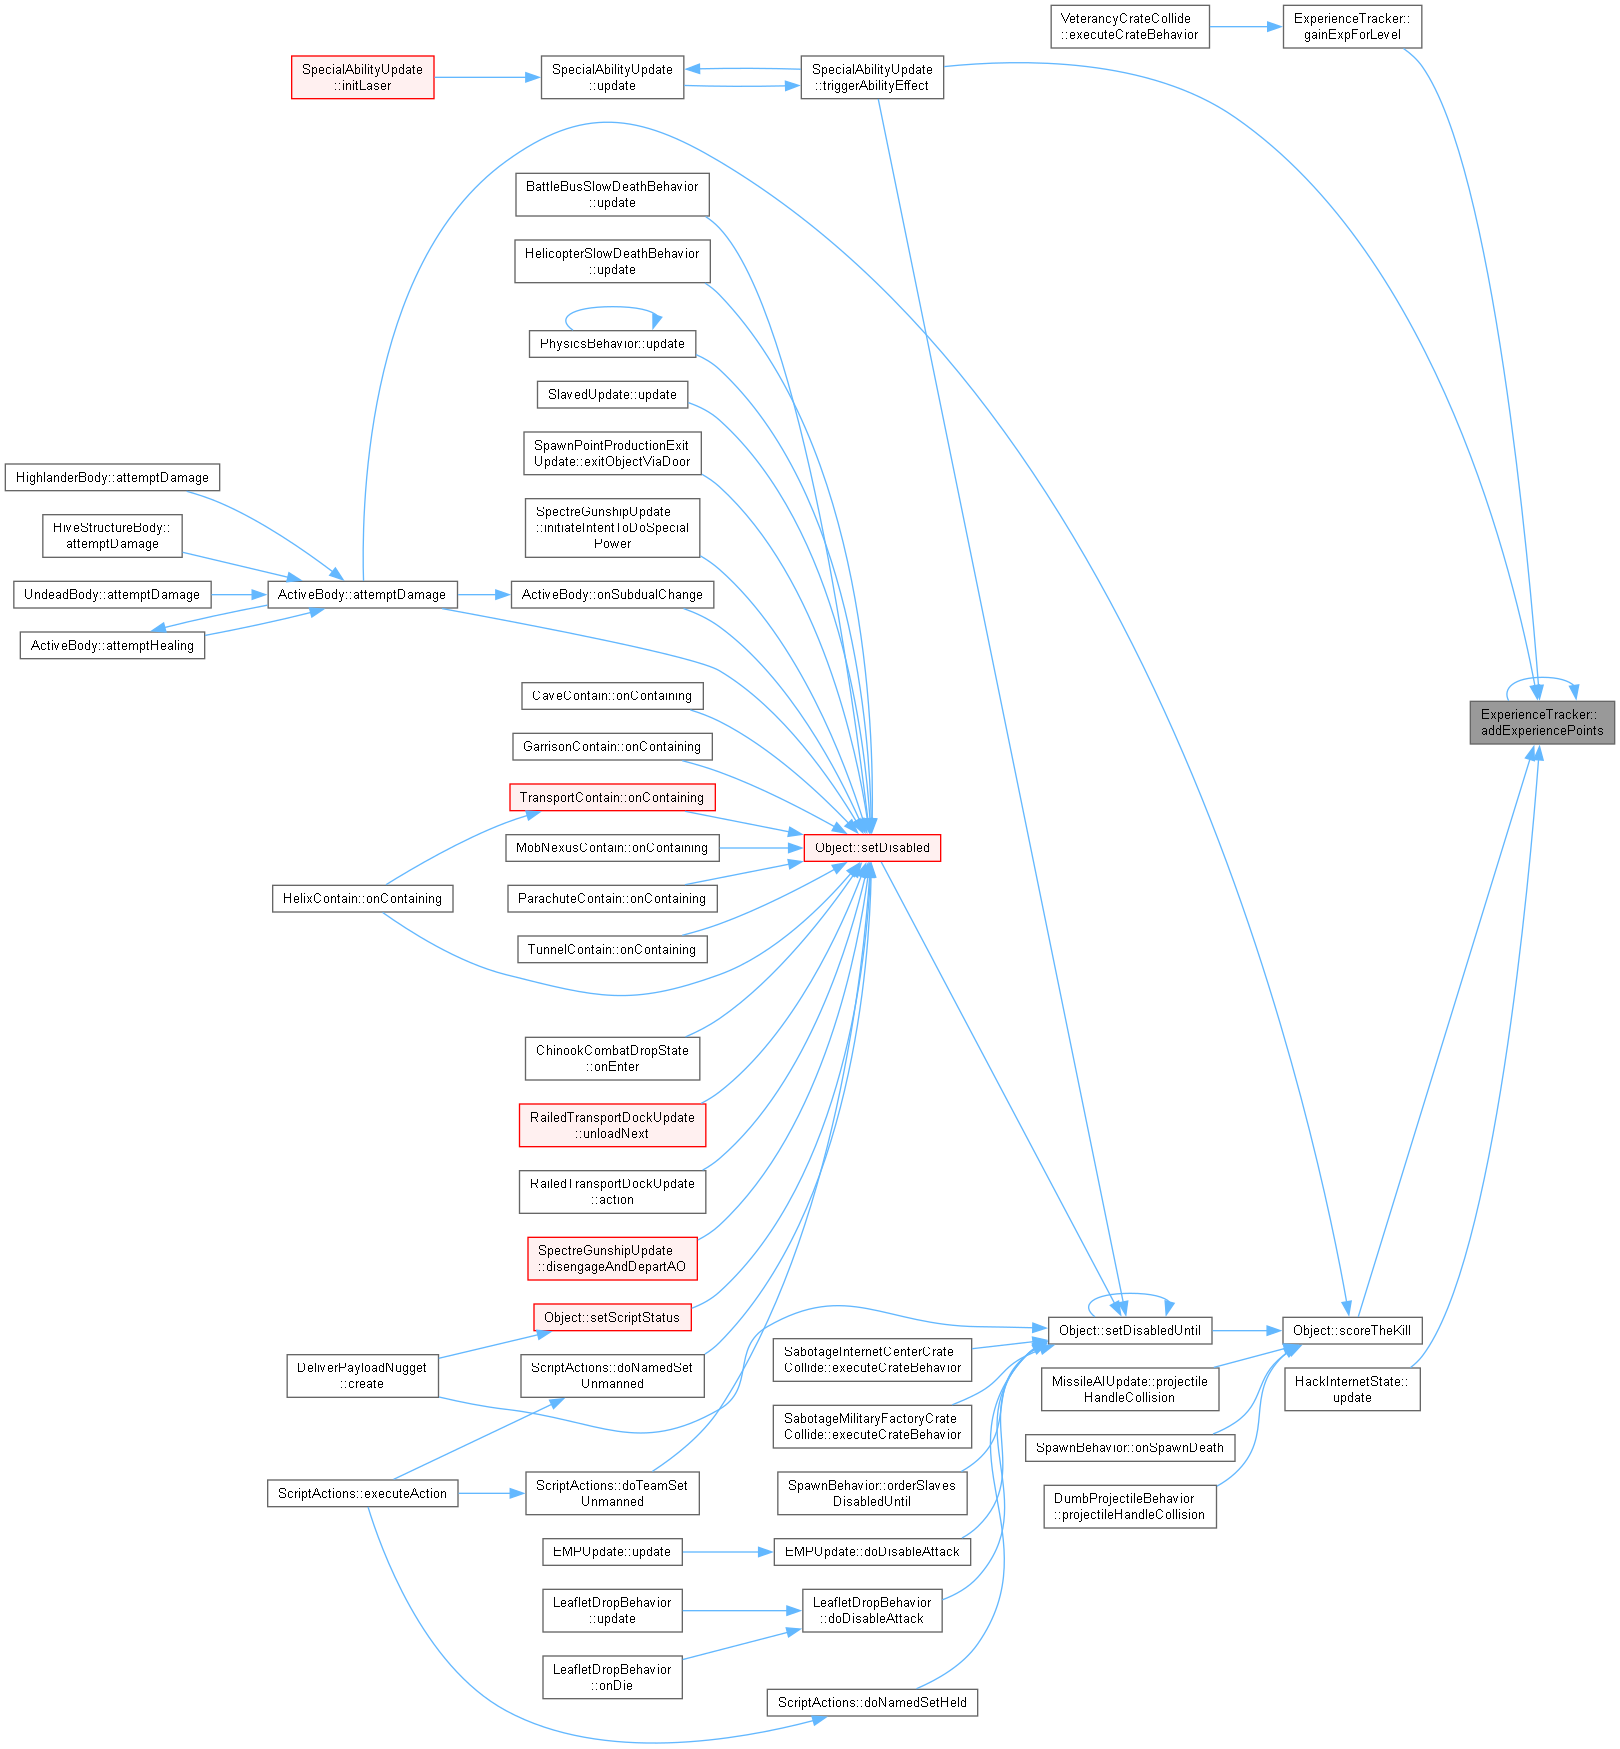 VeterancyCrateCollide
::executeCrateBehavior
ExperienceTracker::
gainExpForLevel
SpecialAbilityUpdate
::initLaser
SpecialAbilityUpdate
::update
SpecialAbilityUpdate
::triggerAbilityEffect
BattleBusSlowDeathBehavior
::update
HelicopterSlowDeathBehavior
::update
PhysicsBehavior::update
SlavedUpdate::update
SpawnPointProductionExit
Update::exitObjectViaDoor
HighlanderBody::attemptDamage
SpectreGunshipUpdate
::initiateIntentToDoSpecial
Power
HiveStructureBody::
attemptDamage
UndeadBody::attemptDamage
ActiveBody::attemptDamage
ActiveBody::onSubdualChange
ActiveBody::attemptHealing
CaveContain::onContaining
ExperienceTracker::
addExperiencePoints
GarrisonContain::onContaining
TransportContain::onContaining
MobNexusContain::onContaining
Object::setDisabled
HelixContain::onContaining
ParachuteContain::onContaining
TunnelContain::onContaining
ChinookCombatDropState
::onEnter
RailedTransportDockUpdate
::unloadNext
RailedTransportDockUpdate
::action
SpectreGunshipUpdate
::disengageAndDepartAO
Object::setScriptStatus
Object::setDisabledUntil
Object::scoreTheKill
DeliverPayloadNugget
::create
ScriptActions::doNamedSet
Unmanned
SabotageInternetCenterCrate
Collide::executeCrateBehavior
MissileAIUpdate::projectile
HandleCollision
HackInternetState::
update
SabotageMilitaryFactoryCrate
Collide::executeCrateBehavior
SpawnBehavior::onSpawnDeath
ScriptActions::executeAction
ScriptActions::doTeamSet
Unmanned
SpawnBehavior::orderSlaves
DisabledUntil
DumbProjectileBehavior
::projectileHandleCollision
EMPUpdate::update
EMPUpdate::doDisableAttack
LeafletDropBehavior
::update
LeafletDropBehavior
::doDisableAttack
LeafletDropBehavior
::onDie
ScriptActions::doNamedSetHeld